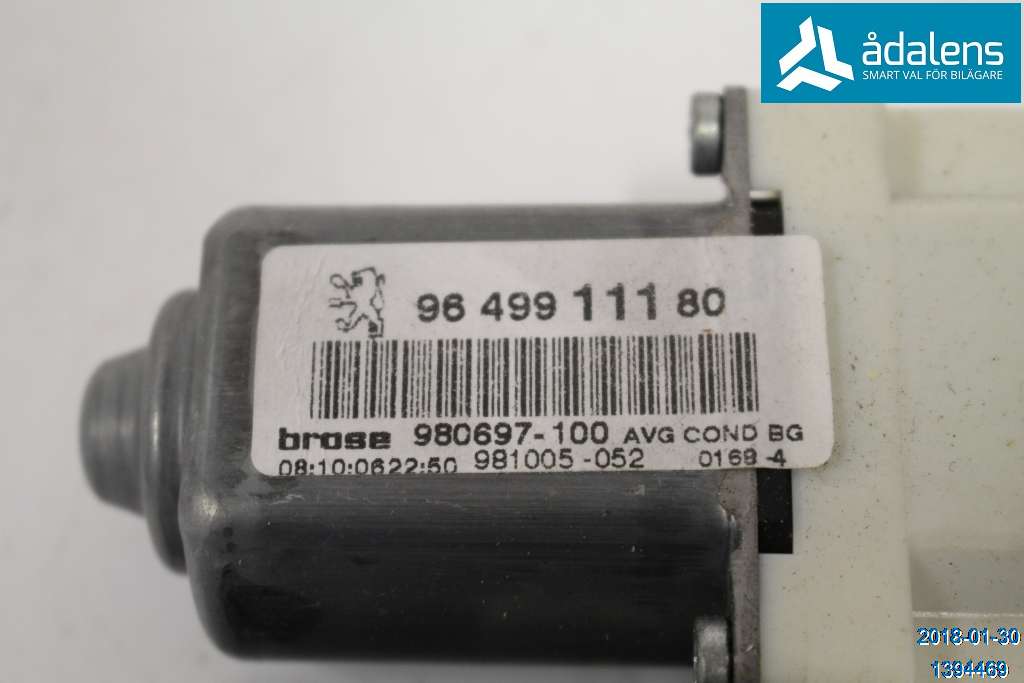 ådalens
SMART VAL FÖR BILÄGARE
96 499 111 80
brose 980697-100 AVG COND BG
08:10:0622:50 981005-052 0169-4
2018-01-30
1394469